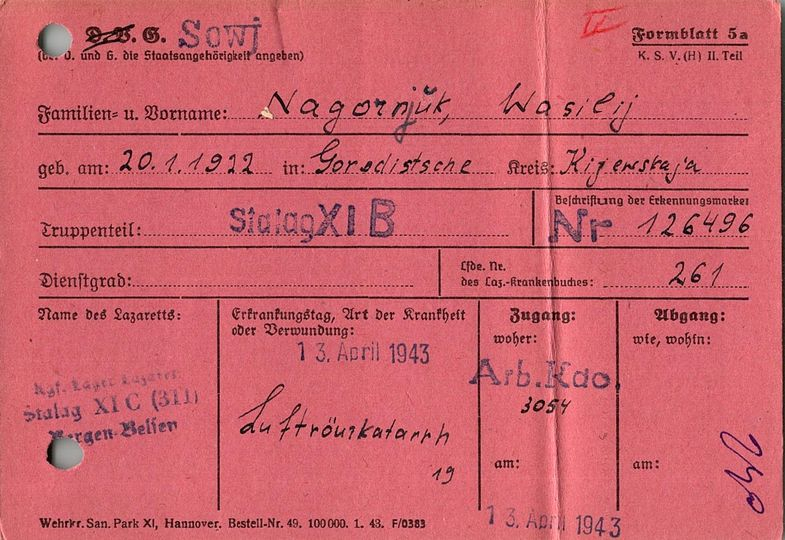 D.V.G. Sowj
Formblatt 5a
(bei O. und G. die Staatsangehörigkeit angeben)
K. S. V. (H) II. Teil
Familien- u. Vorname: Nagornjuk, Wasilij
geb. am: 20.1.1922 in: Gorodistsche Kreis: Kijewskaja
Truppenteil: Stalag XI B
Beschriftung der Erkennungsmarke:
Nr 126496
Dienstgrad:
Lfde. Nr.
des Laz.-Krankenbuches: 261
Name des Lazaretts:
Kgf. Lager Lazarett
Stalag XI C (311)
Bergen-Belsen
Erkrankungstag, Art der Krankheit
oder Verwundung:
13. April 1943
Luftröurkatarrh
19
Zugang:
woher:
Arb. Kdo.
3054
am:
13. April 1943
Abgang:
wie, wohin:
am:
Wehrkr. San. Park XI, Hannover. Bestell-Nr. 49. 100000. 1. 43. F/0383